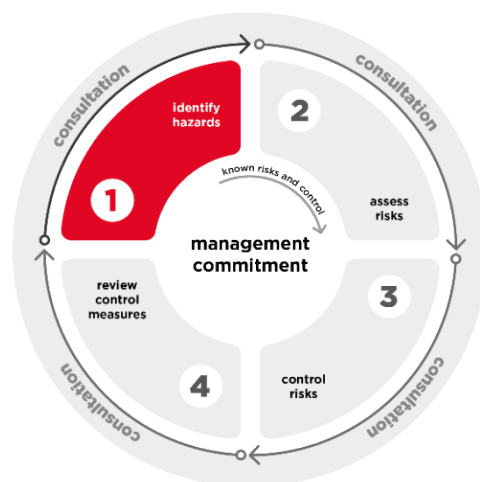 consultation
consultation
identify
hazards
1
2
assess
risks
known risks and control
management
commitment
3
control
risks
review
control
measures
4
consultation
consultation